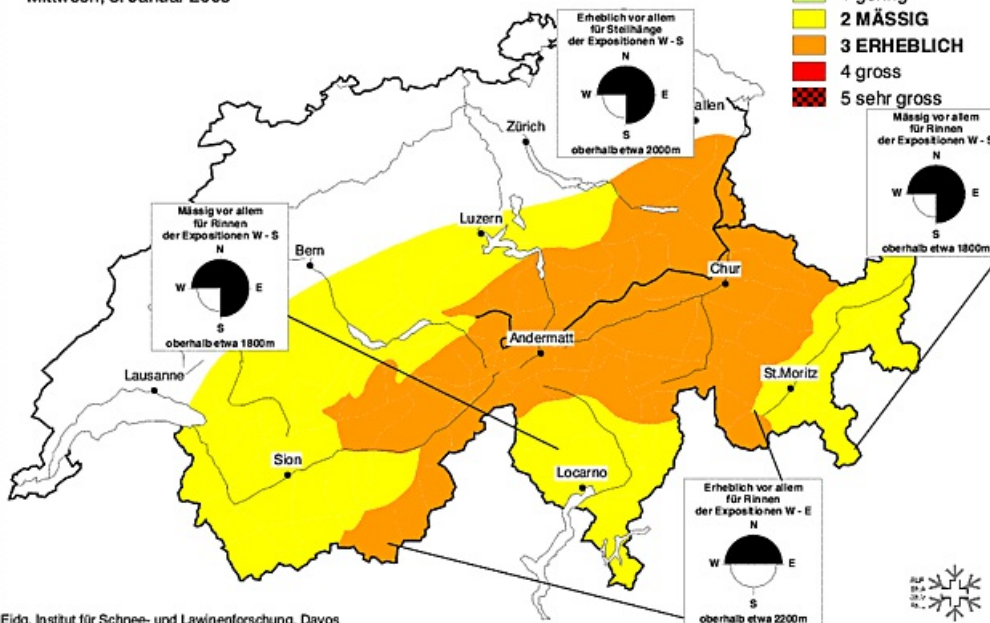 2 MÄSSIG
3 ERHEBLICH
4 gross
5 sehr gross
Erheblich vor allem
für Steilhänge
der Expositionen W - S
N
W E
S
oberhalb etwa 2000m
allen
Zürich
Mässig vor allem
für Rinnen
der Expositionen W - S
N
W E
S
oberhalb etwa 1800m
Luzern
Mässig vor allem
für Rinnen
der Expositionen W - S
N
W E
S
oberhalb etwa 1800m
Bern
Chur
Andermatt
Lausanne
St.Moritz
Sion
Locarno
Erheblich vor allem
für Rinnen
der Expositionen W - E
N
W E
S
oberhalb etwa 2200m
Eidg. Institut für Schnee- und Lawinenforschung, Davos